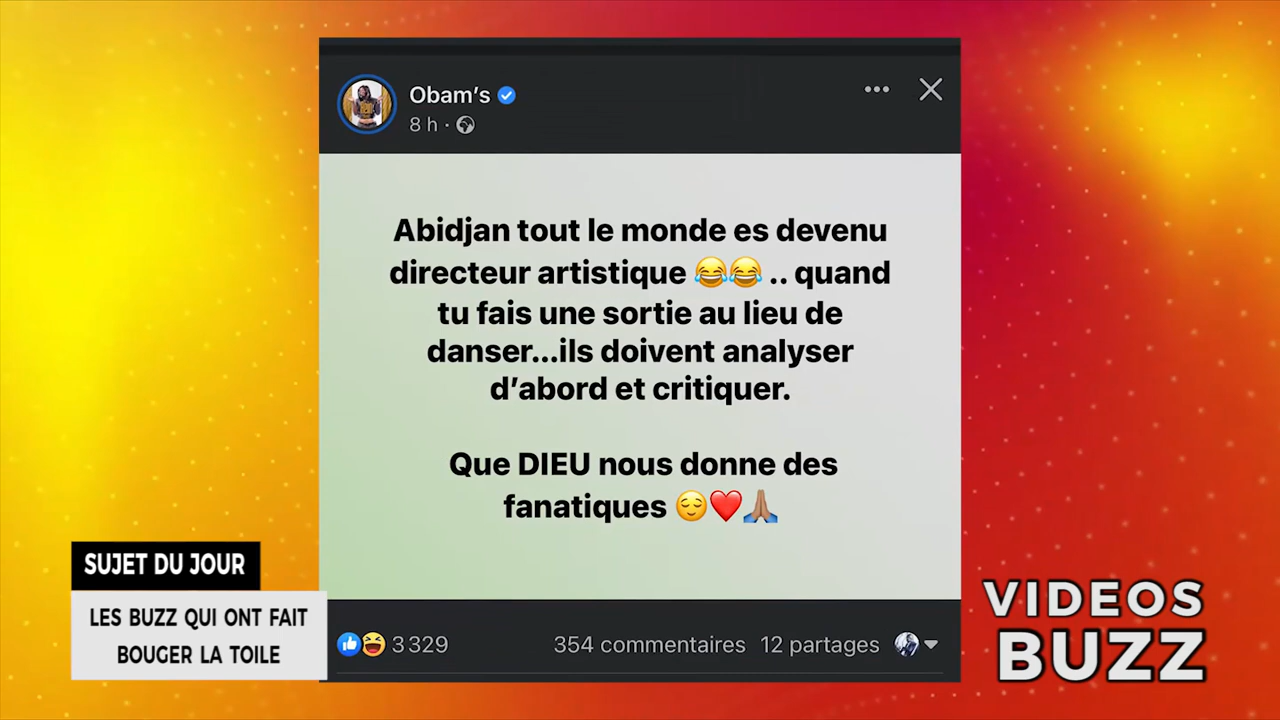 Obam's
8 h ·
Abidjan tout le monde es devenu
directeur artistique 😂😂 .. quand
tu fais une sortie au lieu de
danser...ils doivent analyser
d'abord et critiquer.
Que DIEU nous donne des
fanatiques 😌❤️🙏🏽
3 329
354 commentaires 12 partages
SUJET DU JOUR
LES BUZZ QUI ONT FAIT
BOUGER LA TOILE
VIDEOS
BUZZ